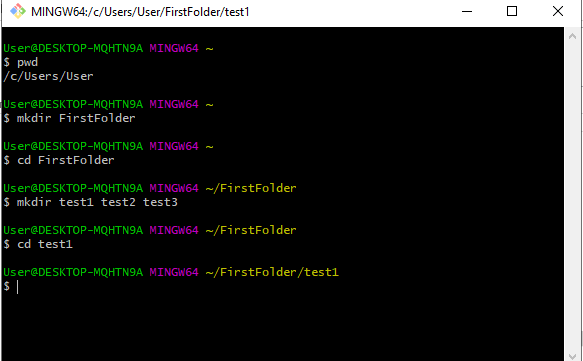 MINGW64:/c/Users/User/FirstFolder/test1
User@DESKTOP-MQHTN9A MINGW64 ~
$ pwd
/c/Users/User
User@DESKTOP-MQHTN9A MINGW64 ~
$ mkdir FirstFolder
User@DESKTOP-MQHTN9A MINGW64 ~
$ cd FirstFolder
User@DESKTOP-MQHTN9A MINGW64 ~/FirstFolder
$ mkdir test1 test2 test3
User@DESKTOP-MQHTN9A MINGW64 ~/FirstFolder
$ cd test1
User@DESKTOP-MQHTN9A MINGW64 ~/FirstFolder/test1
$